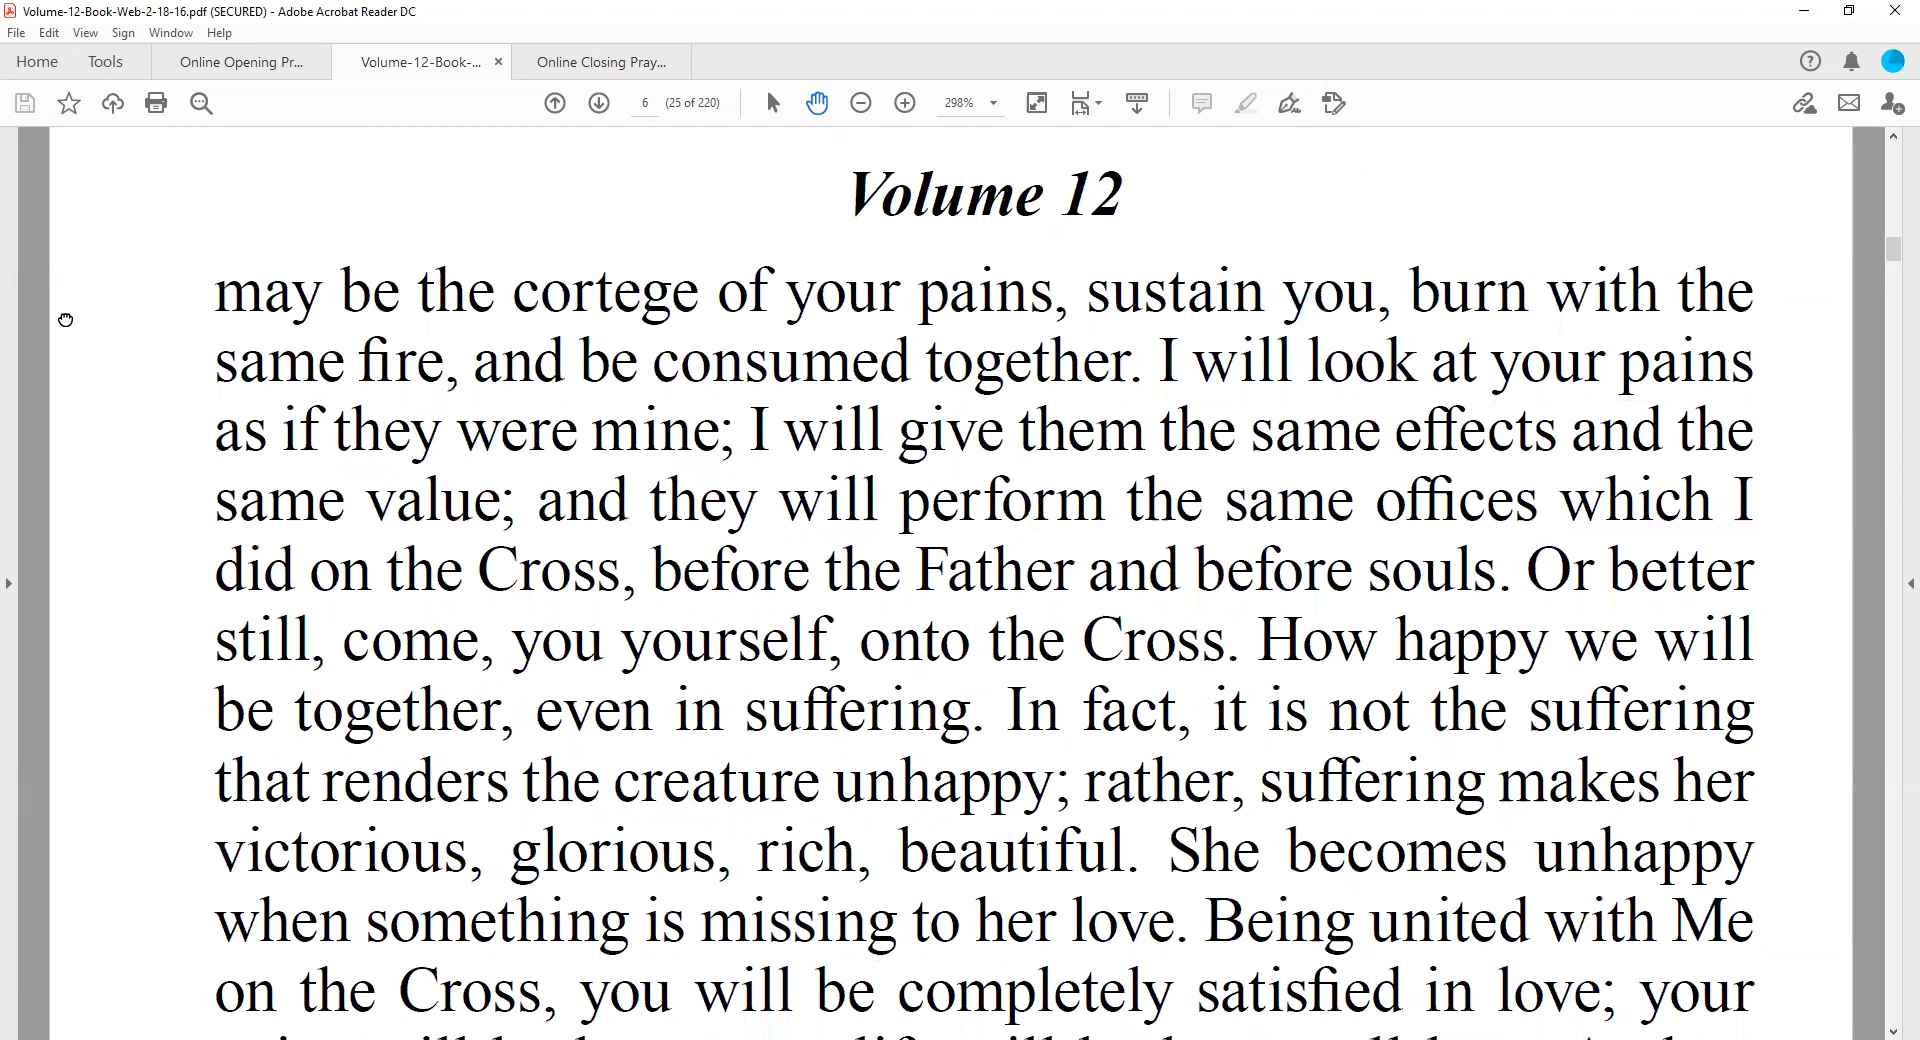 Volume-12-Book-Web-2-18-16.pdf (SECURED) - Adobe Acrobat Reader DC
File Edit View Sign Window Help
Home Tools Online Opening Pr... Volume-12-Book-... × Online Closing Pray...
6 (25 of 220) 298%
Volume 12
may be the cortege of your pains, sustain you, burn with the
same fire, and be consumed together. I will look at your pains
as if they were mine; I will give them the same effects and the
same value; and they will perform the same offices which I
did on the Cross, before the Father and before souls. Or better
still, come, you yourself, onto the Cross. How happy we will
be together, even in suffering. In fact, it is not the suffering
that renders the creature unhappy; rather, suffering makes her
victorious, glorious, rich, beautiful. She becomes unhappy
when something is missing to her love. Being united with Me
on the Cross, you will be completely satisfied in love; your